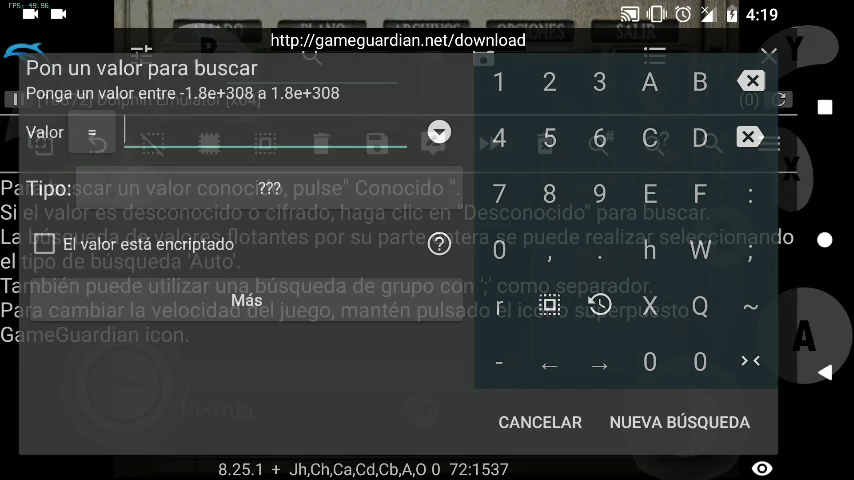 FPS: 49.96
4:19
http://gameguardian.net/download
Pon un valor para buscar
Ponga un valor entre -1.8e+308 a 1.8e+308
Dolphin Emulator [x64]
(0)
Valor =
Tipo: ???
El valor está encriptado
Más
Para buscar un valor conocido, pulse" Conocido ".
Si el valor es desconocido o cifrado, haga clic en "Desconocido" para buscar.
La búsqueda de valores flotantes por su parte entera se puede realizar seleccionando
el tipo de búsqueda 'Auto'.
También puede utilizar una búsqueda de grupo con ';' como separador.
Para cambiar la velocidad del juego, mantén pulsado el icono superpuesto
GameGuardian icon.
1 2 3 A B
4 5 6 C D
7 8 9 E F :
0 , . h W ;
r X Q ~
- ← → 0 0 ><
Y
X
A
R
OPCIONES
SALIR
Pistola
CANCELAR NUEVA BÚSQUEDA
8.25.1 + Jh,Ch,Ca,Cd,Cb,A,O 0 72:1537